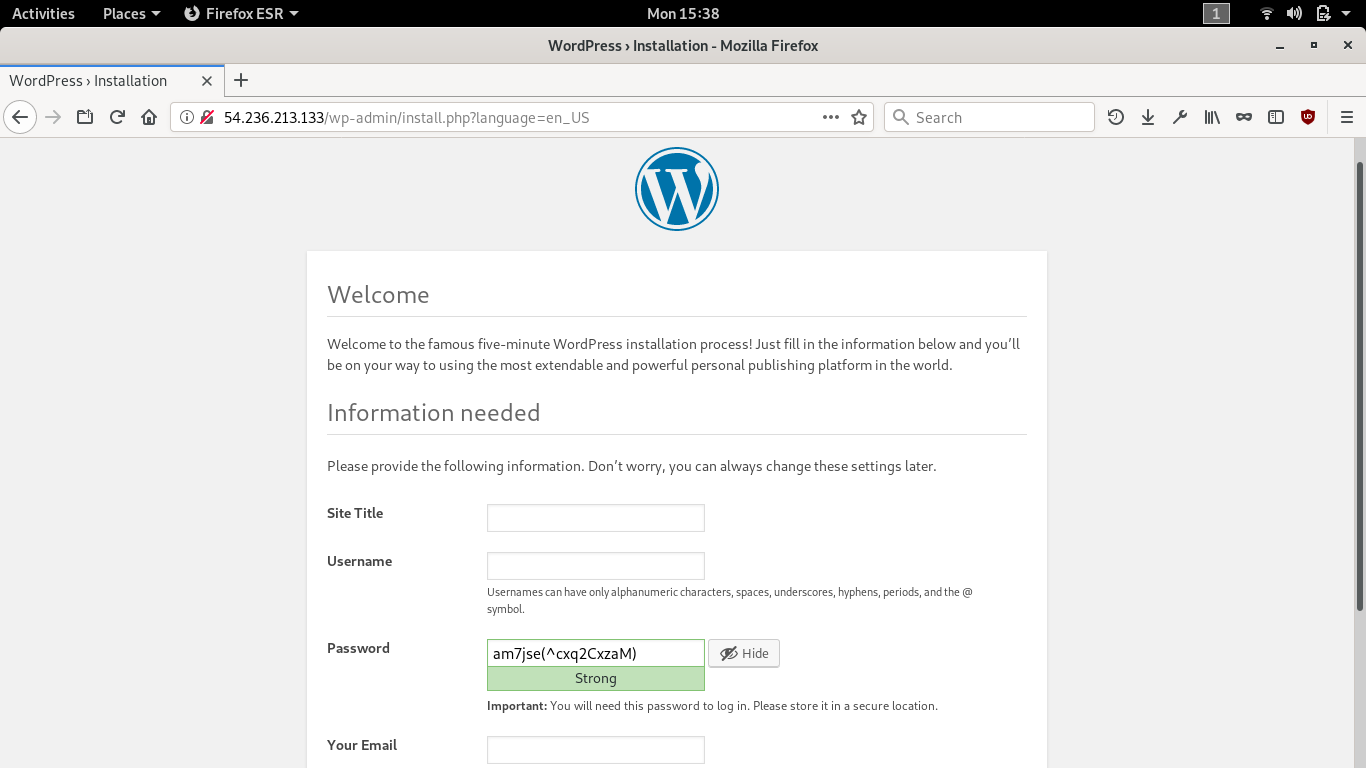 Activities Places Firefox ESR Mon 15:38 1
WordPress › Installation - Mozilla Firefox
WordPress › Installation
54.236.213.133/wp-admin/install.php?language=en_US Search
Welcome
Welcome to the famous five-minute WordPress installation process! Just fill in the information below and you’ll
be on your way to using the most extendable and powerful personal publishing platform in the world.
Information needed
Please provide the following information. Don’t worry, you can always change these settings later.
Site Title
Username
Usernames can have only alphanumeric characters, spaces, underscores, hyphens, periods, and the @
symbol.
Password am7jse(^cxq2CxzaM) Hide
Strong
Important: You will need this password to log in. Please store it in a secure location.
Your Email